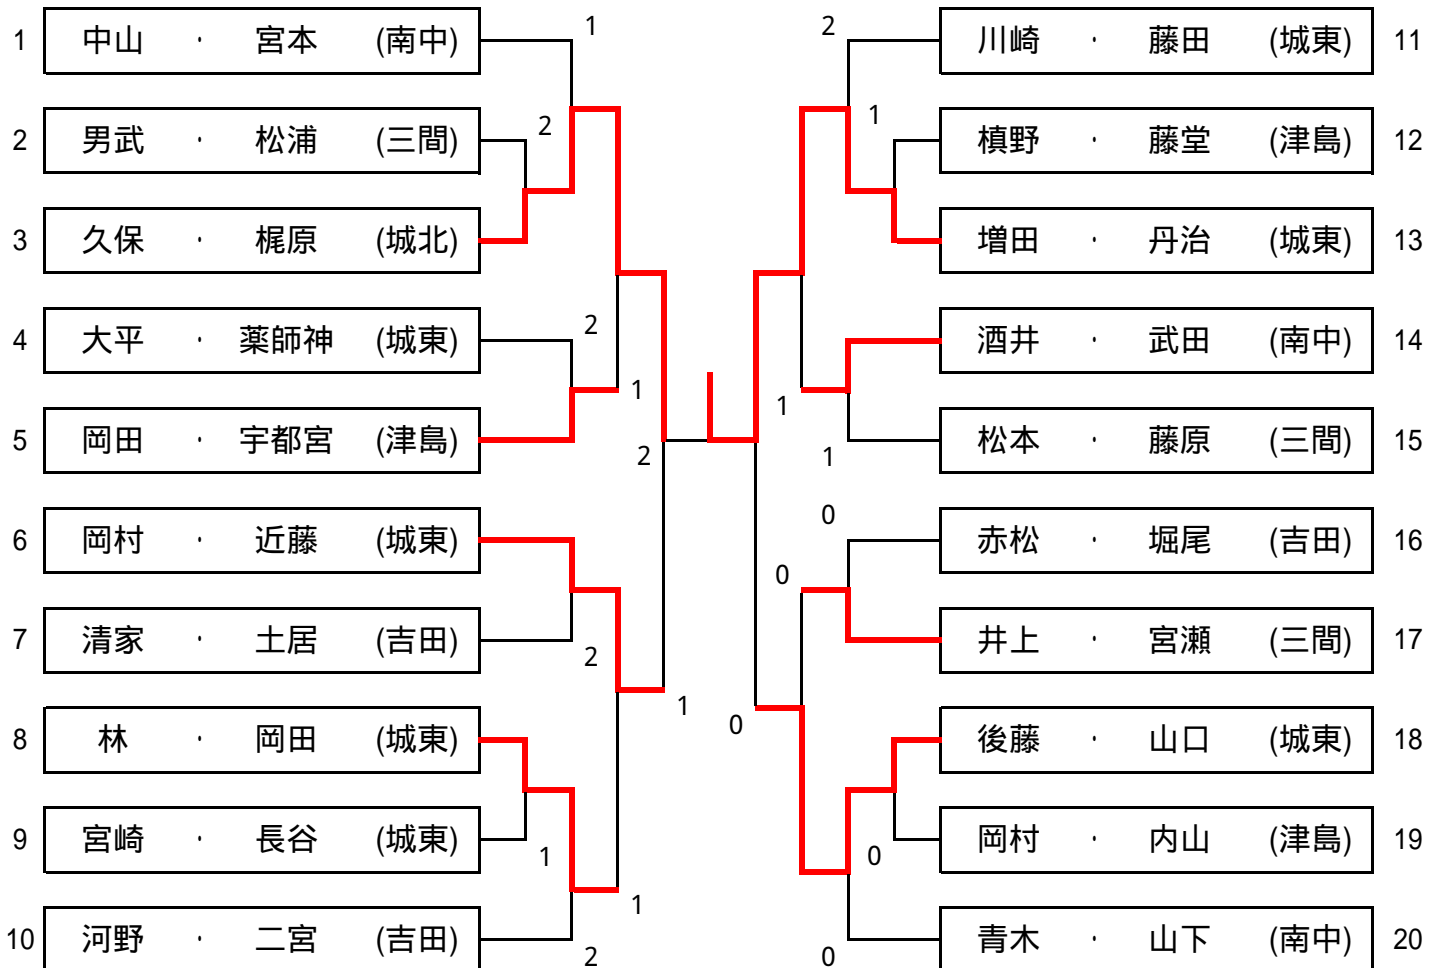 1 中山 ・ 宮本 (南中)
2 男武 ・ 松浦 (三間)
3 久保 ・ 梶原 (城北)
4 大平 ・ 薬師神 (城東)
5 岡田 ・ 宇都宮 (津島)
6 岡村 ・ 近藤 (城東)
7 清家 ・ 土居 (吉田)
8 林 ・ 岡田 (城東)
9 宮崎 ・ 長谷 (城東)
10 河野 ・ 二宮 (吉田)
1
2
2
1
2
2
1
1
1
2
2
1
1
1
0
0
0
0
0
川崎 ・ 藤田 (城東) 11
槙野 ・ 藤堂 (津島) 12
増田 ・ 丹治 (城東) 13
酒井 ・ 武田 (南中) 14
松本 ・ 藤原 (三間) 15
赤松 ・ 堀尾 (吉田) 16
井上 ・ 宮瀬 (三間) 17
後藤 ・ 山口 (城東) 18
岡村 ・ 内山 (津島) 19
青木 ・ 山下 (南中) 20